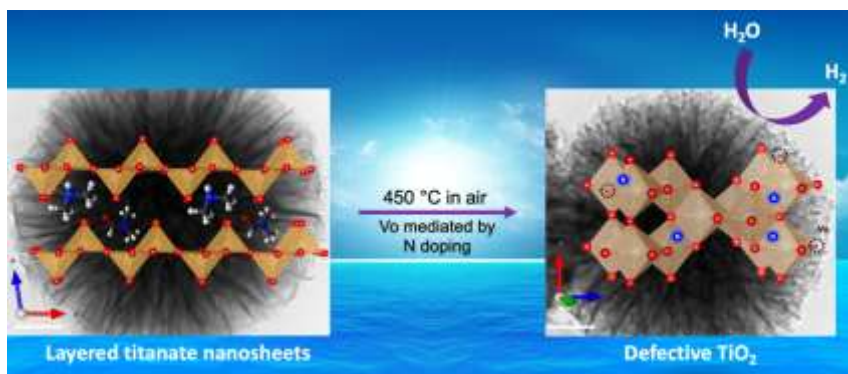 H₂O
H₂
450 °C in air
Vo mediated by
N doping
Layered titanate nanosheets
Defective TiO₂